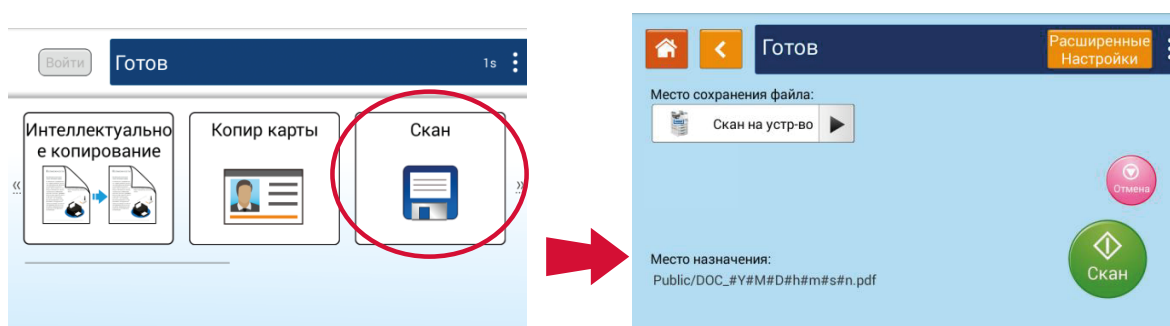 Войти
Готов
1s
Интеллектуально
е копирование
Копир карты
Скан
«
»
Готов
Расширенные
Настройки
Место сохранения файла:
Скан на устр-во
Отмена
Скан
Место назначения:
Public/DOC_#Y#M#D#h#m#s#n.pdf